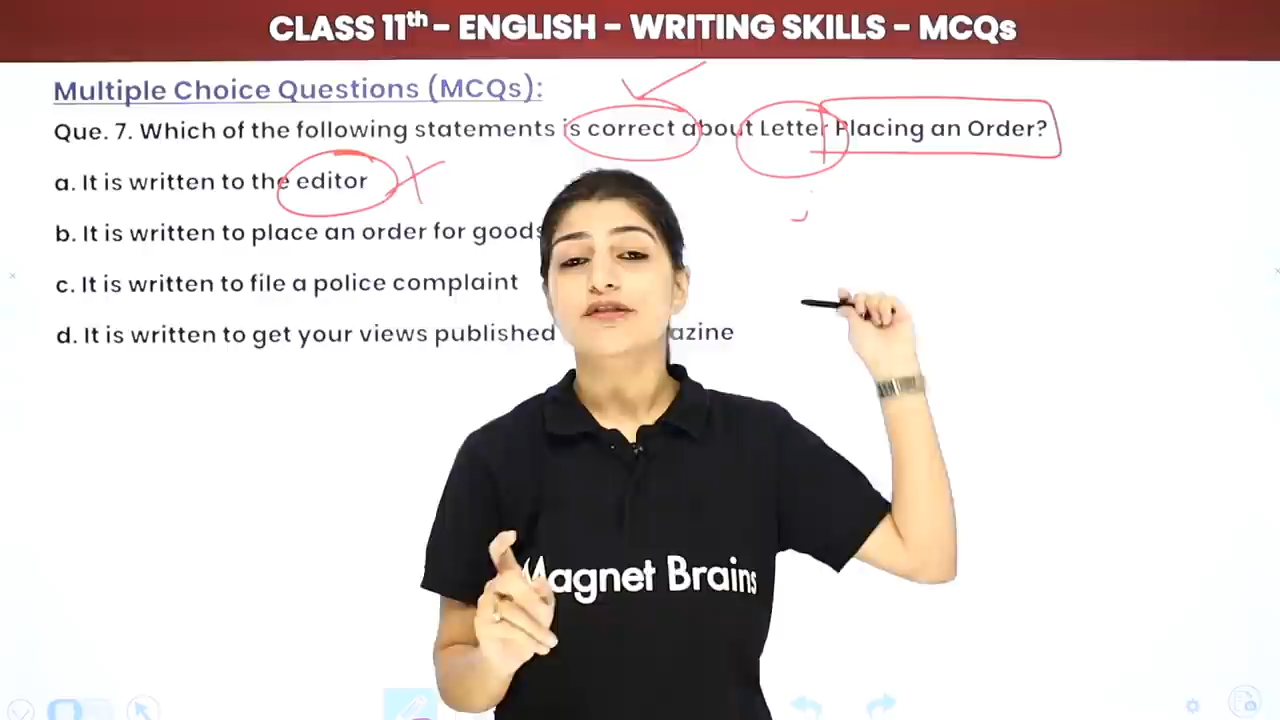 CLASS 11th - ENGLISH - WRITING SKILLS - MCQs
Multiple Choice Questions (MCQs):
Que. 7. Which of the following statements is correct about Letter Placing an Order?
a. It is written to the editor
b. It is written to place an order for goods
c. It is written to file a police complaint
d. It is written to get your views published azine
Magnet Brains